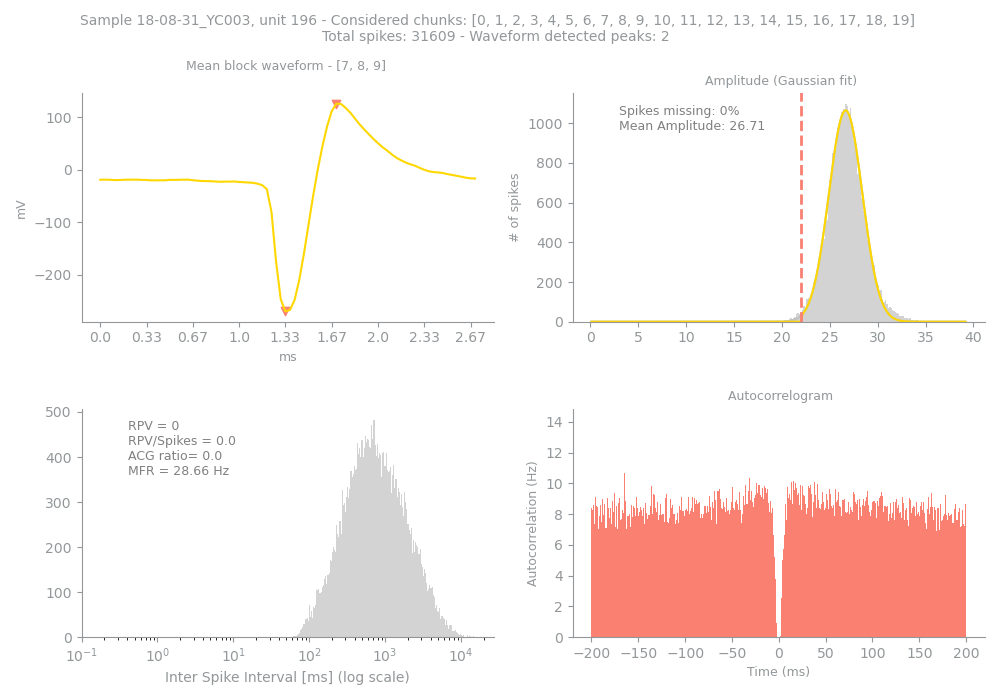 Sample 18-08-31_YC003, unit 196 - Considered chunks: [0, 1, 2, 3, 4, 5, 6, 7, 8, 9, 10, 11, 12, 13, 14, 15, 16, 17, 18, 19]
Total spikes: 31609 - Waveform detected peaks: 2
Mean block waveform - [7, 8, 9]
100
0
−100
−200
mV
0.0 0.33 0.67 1.0 1.33 1.67 2.0 2.33 2.67
ms
Amplitude (Gaussian fit)
Spikes missing: 0%
Mean Amplitude: 26.71
1000
800
600
400
200
0
# of spikes
0 5 10 15 20 25 30 35 40
RPV = 0
RPV/Spikes = 0.0
ACG ratio= 0.0
MFR = 28.66 Hz
500
400
300
200
100
0
10⁻¹ 10⁰ 10¹ 10² 10³ 10⁴
Inter Spike Interval [ms] (log scale)
Autocorrelogram
14
12
10
8
6
4
2
0
Autocorrelation (Hz)
−200 −150 −100 −50 0 50 100 150 200
Time (ms)